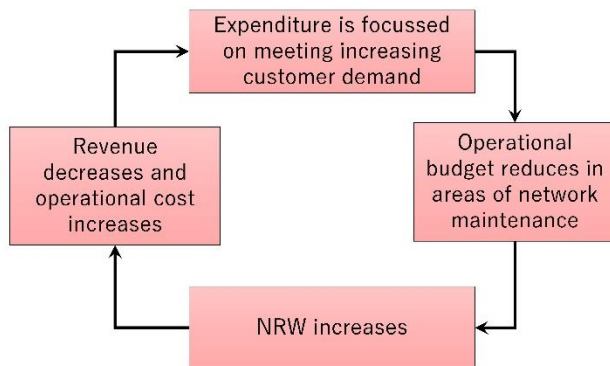 Expenditure is focussed
on meeting increasing
customer demand
Operational
budget reduces in
areas of network
maintenance
NRW increases
Revenue
decreases and
operational cost
increases